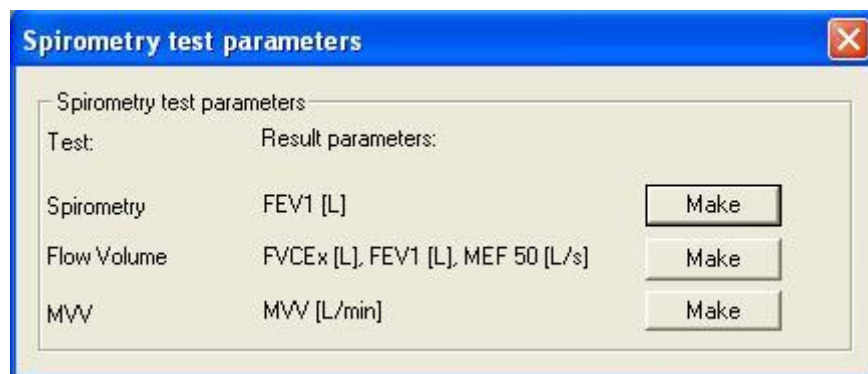 Spirometry test parameters
Spirometry test parameters
Test: Result parameters:
Spirometry FEV1 [L] Make
Flow Volume FVCEx [L], FEV1 [L], MEF 50 [L/s] Make
MVV MVV [L/min] Make